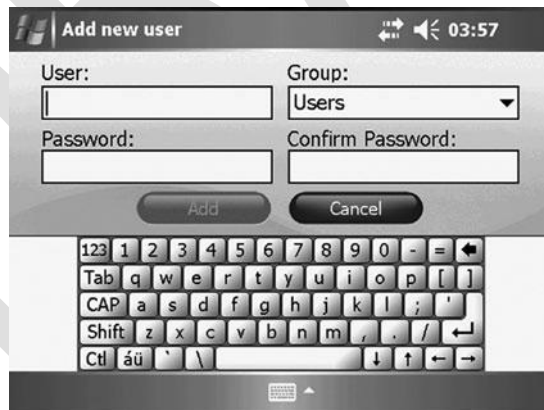 Add new user 03:57
User: Group:
Users
Password: Confirm Password:
Add Cancel
123 1 2 3 4 5 6 7 8 9 0 - =
Tab q w e r t y u i o p [ ]
CAP a s d f g h j k l ; '
Shift z x c v b n m , . /
Ctl áü ` \